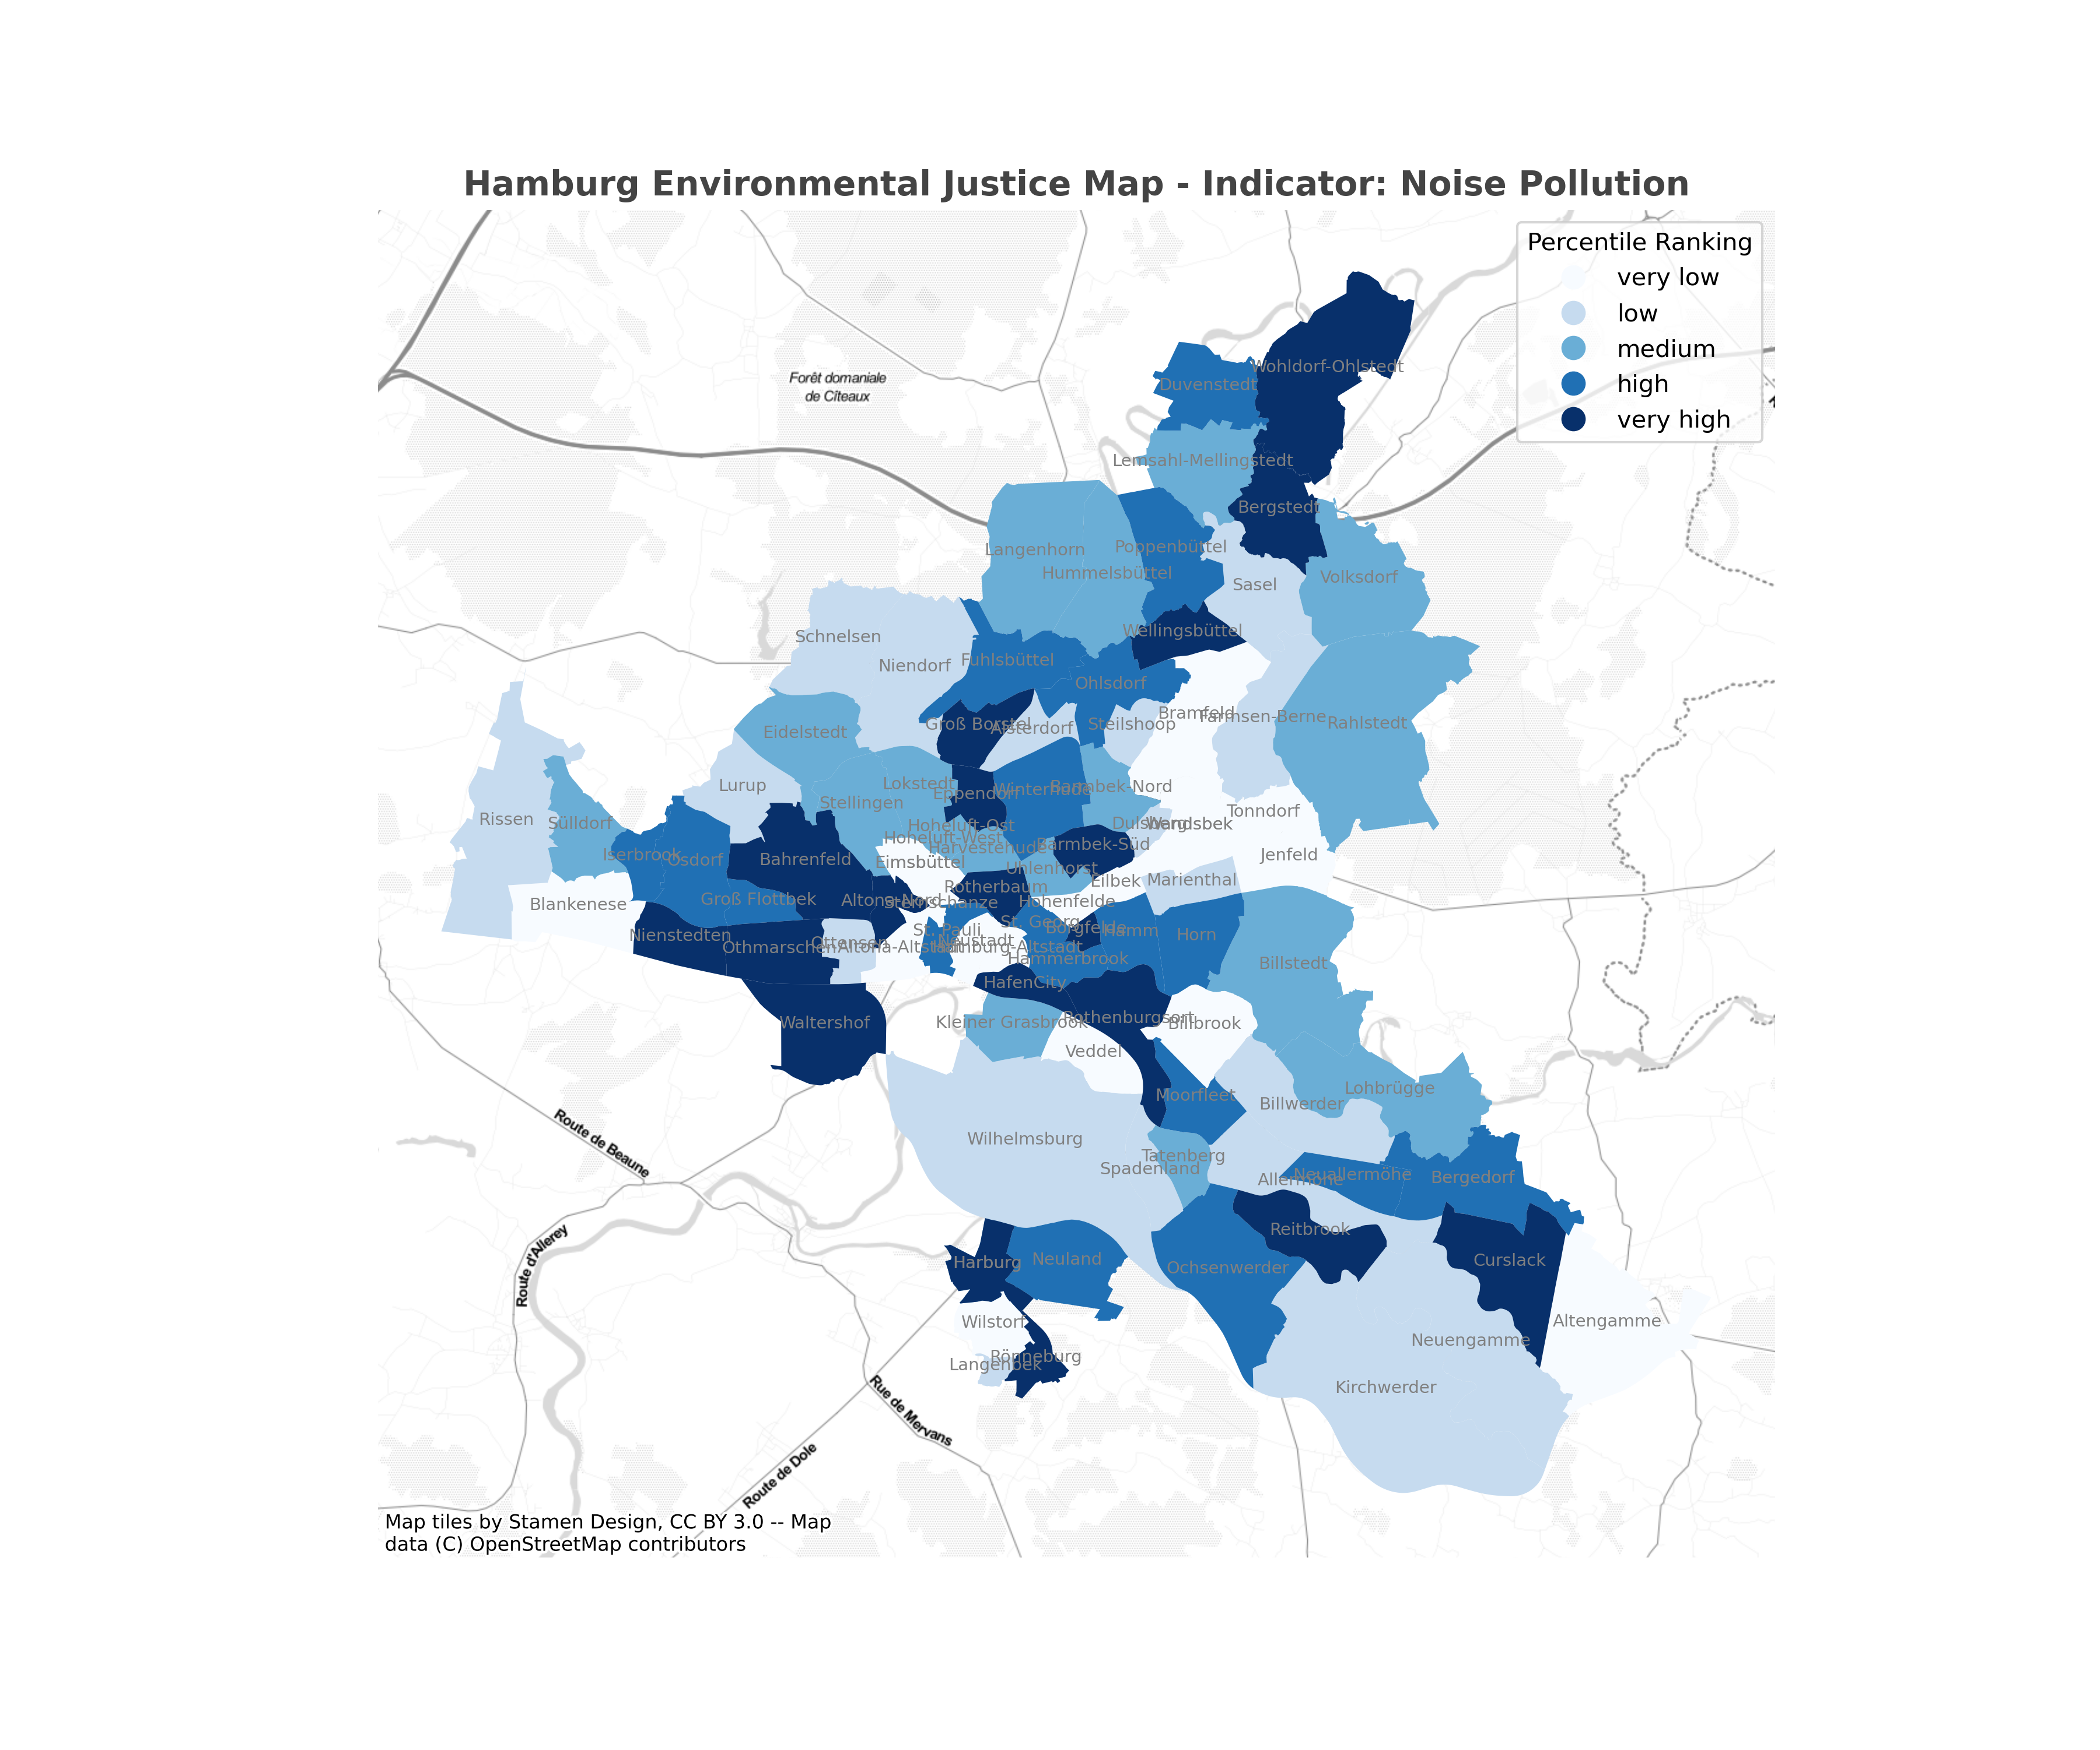 Hamburg Environmental Justice Map - Indicator: Noise Pollution
Percentile Ranking
very low
low
medium
high
very high
Forêt domaniale
de Cîteaux
Wohldorf-Ohlstedt
Duvenstedt
Lemsahl-Mellingstedt
Bergstedt
Langenhorn
Poppenbüttel
Hummelsbüttel
Volksdorf
Sasel
Wellingsbüttel
Schnelsen
Fuhlsbüttel
Niendorf
Ohlsdorf
Bramfeld
Farmsen-Berne
Groß Borstel
Alsterdorf
Steilshoop
Rahlstedt
Eidelstedt
Lurup
Lokstedt
Barmbek-Nord
Winterhude
Eppendorf
Stellingen
Tonndorf
Rissen
Sülldorf
Dulsberg
Wandsbek
Hoheluft-Ost
Hoheluft-West
Harvestehude
Barmbek-Süd
Iserbrook
Osdorf
Bahrenfeld
Eimsbüttel
Jenfeld
Uhlenhorst
Eilbek
Marienthal
Rotherbaum
Blankenese
Groß Flottbek
Altona-Nord
Sternschanze
Hohenfelde
St. Georg
Borgfelde
Hamm
Horn
St. Pauli
Nienstedten
Neustadt
Othmarschen
Ottensen
Altona-Altstadt
Hamburg-Altstadt
Hammerbrook
Billstedt
HafenCity
Waltershof
Kleiner Grasbrook
Rothenburgsort
Billbrook
Veddel
Moorfleet
Lohbrügge
Billwerder
Wilhelmsburg
Tatenberg
Spadenland
Allermöhe
Neuallermöhe
Bergedorf
Reitbrook
Harburg
Neuland
Ochsenwerder
Curslack
Wilstorf
Altengamme
Neuengamme
Rönneburg
Langenbek
Kirchwerder
Route de Beaune
Route d'Allerey
Rue de Mervans
Route de Dole
Map tiles by Stamen Design, CC BY 3.0 -- Map
data (C) OpenStreetMap contributors